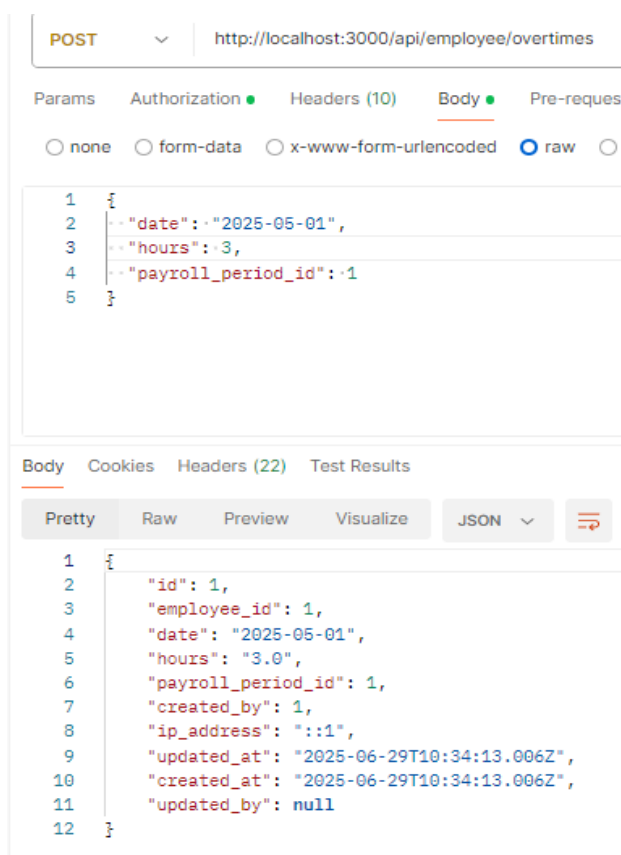 POST http://localhost:3000/api/employee/overtimes
Params Authorization Headers (10) Body Pre-reques
none form-data x-www-form-urlencoded raw
1 {
2 "date": "2025-05-01",
3 "hours": 3,
4 "payroll_period_id": 1
5 }
Body Cookies Headers (22) Test Results
Pretty Raw Preview Visualize JSON
1 {
2 "id": 1,
3 "employee_id": 1,
4 "date": "2025-05-01",
5 "hours": "3.0",
6 "payroll_period_id": 1,
7 "created_by": 1,
8 "ip_address": "::1",
9 "updated_at": "2025-06-29T10:34:13.006Z",
10 "created_at": "2025-06-29T10:34:13.006Z",
11 "updated_by": null
12 }